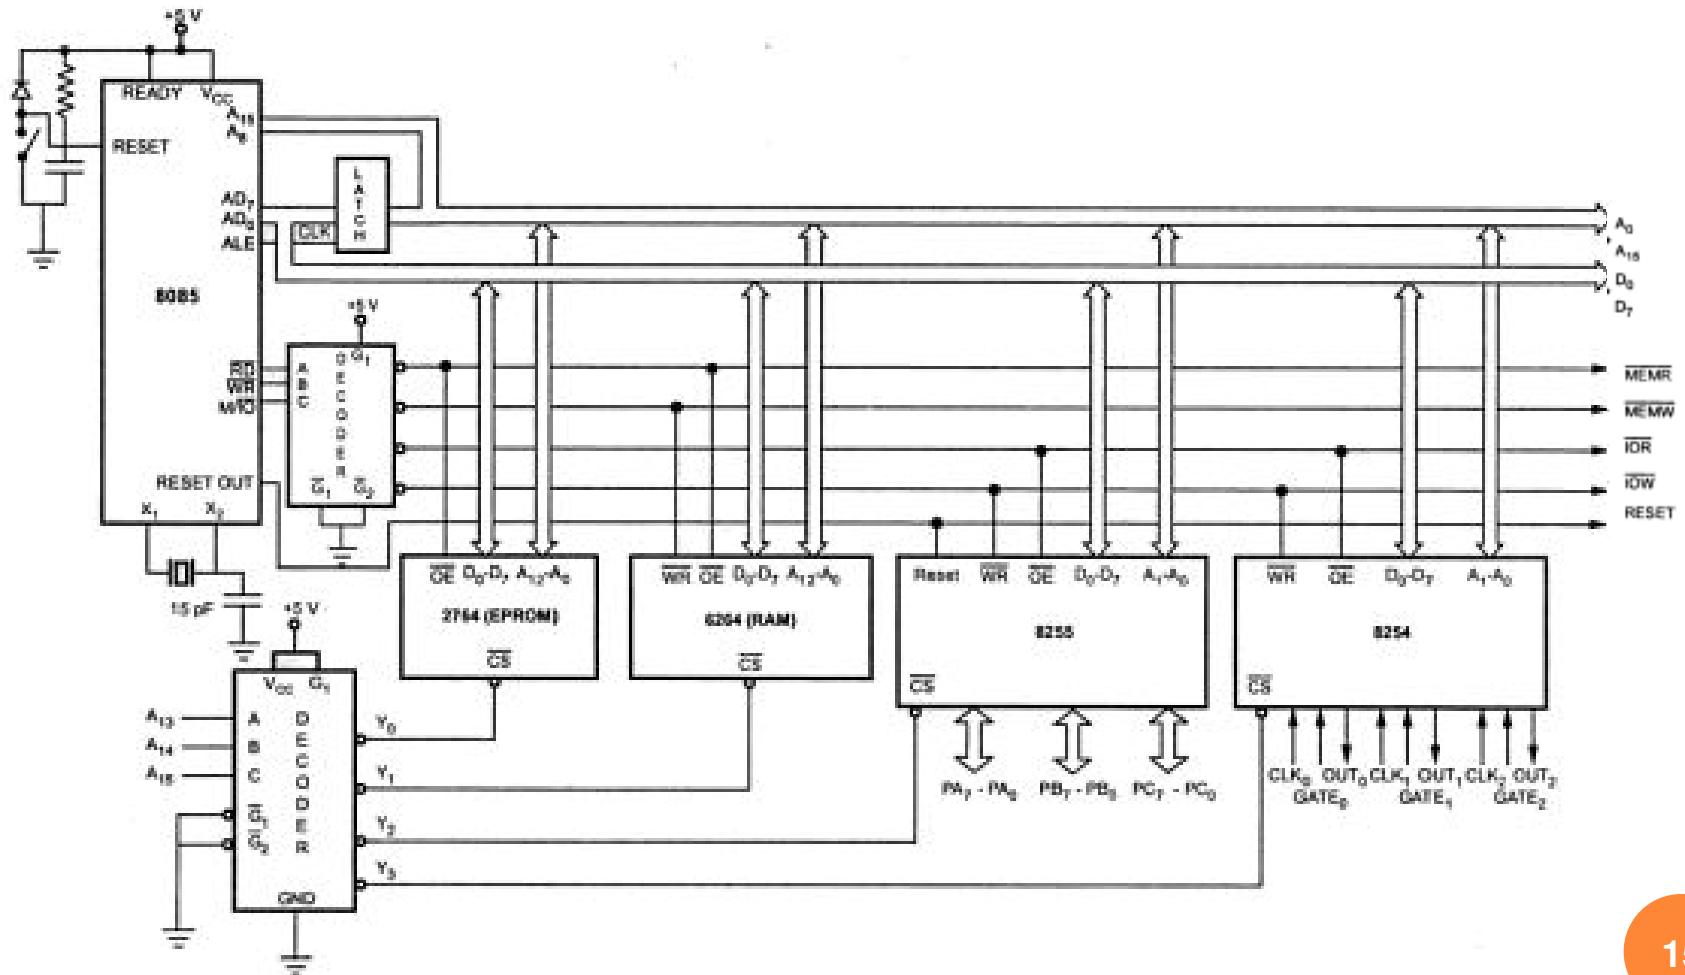 +5 V
READY VCC
A15
A8
RESET
LATCH
AD7
AD0
CLK
ALE
A0
A15
D0
D7
8085
+5 V
G1
DECODER
RD
A
WR
B
M/IO
C
MEMR
MEMW
IOR
IOW
RESET
RESET OUT
G1 G2
X1 X2
OE D0-D7 A12-A0
2764 (EPROM)
CS
WR OE D0-D7 A12-A0
6264 (RAM)
CS
Reset WR OE D0-D7 A1-A0
8255
CS
WR OE D0-D7 A1-A0
8254
CS
15 pF
+5 V
VCC G1
A13
A14
A15
A
B
C
DECODER
G1
G2
GND
Y0
Y1
Y2
Y3
PA7 - PA0
PB7 - PB0
PC7 - PC0
CLK0 OUT0 CLK1 OUT1 CLK2 OUT2
GATE0 GATE1 GATE2